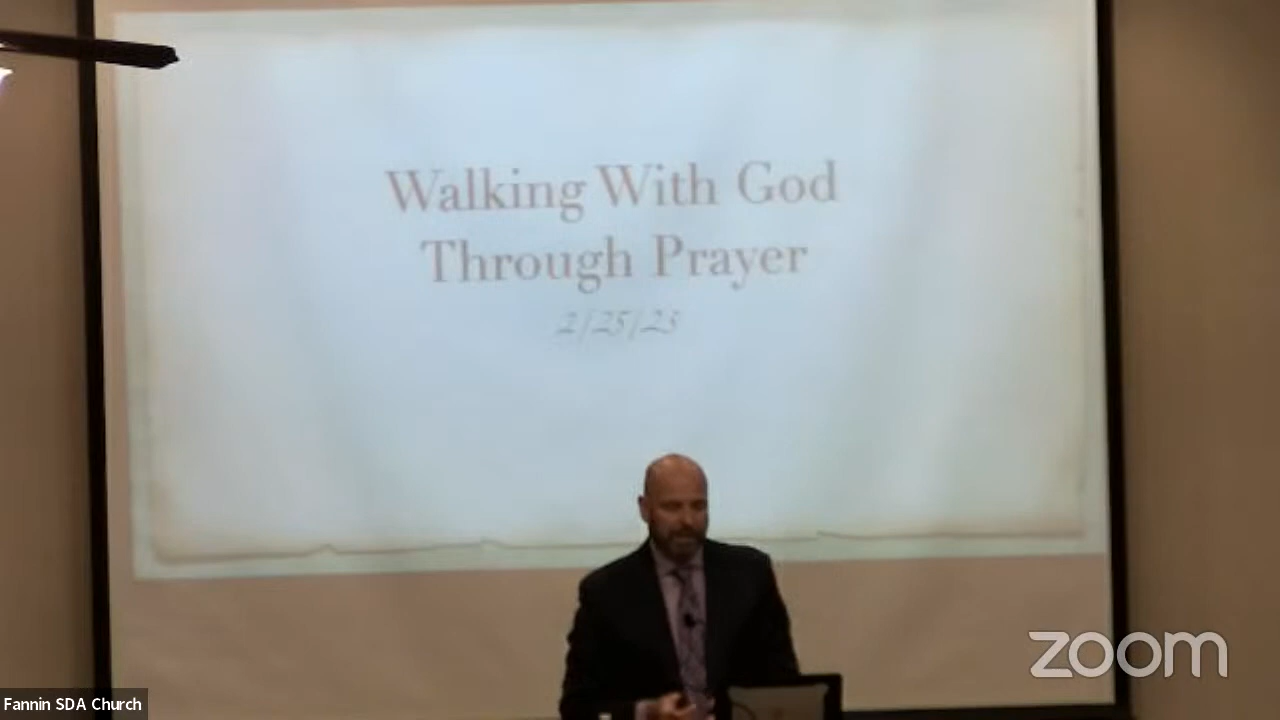 Walking With God
Through Prayer
2/25/23
zoom
Fannin SDA Church